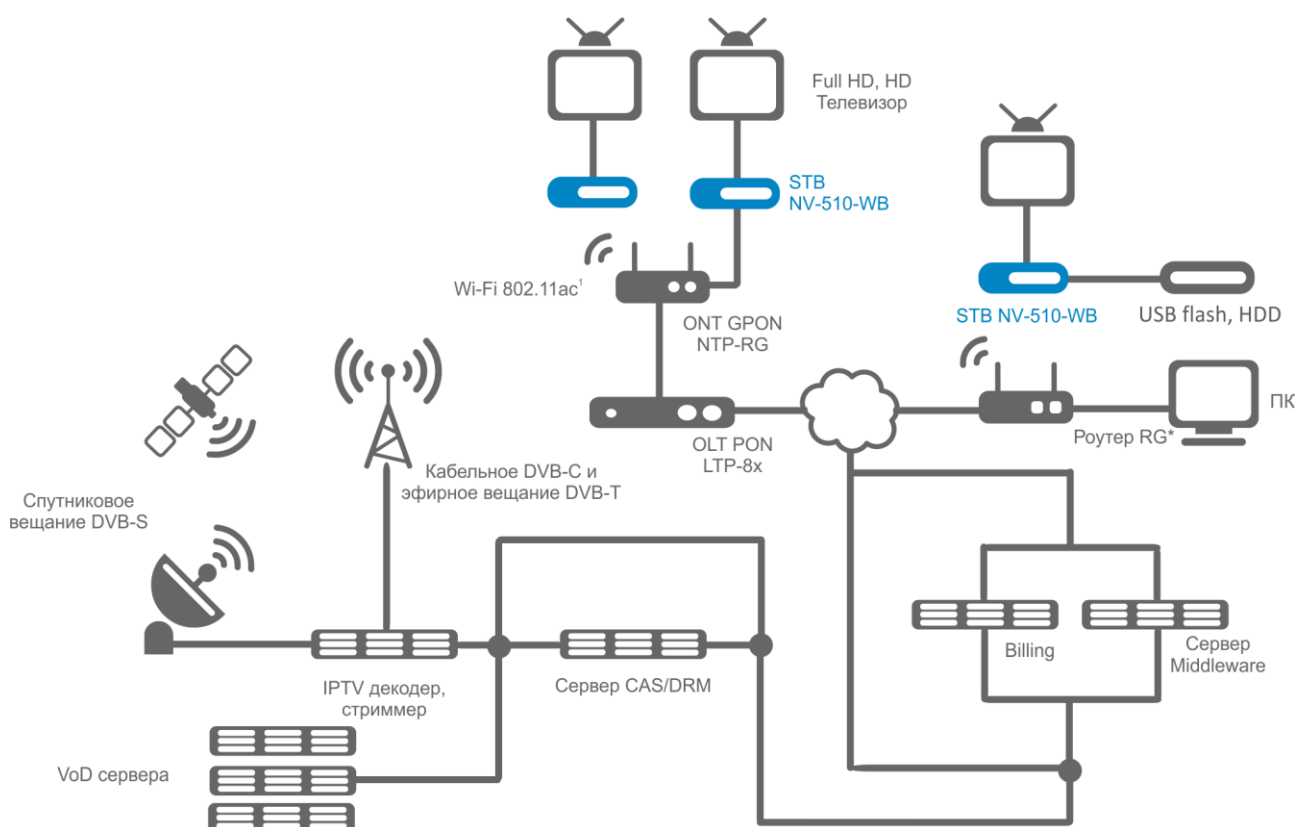 Full HD, HD
Телевизор
STB
NV-510-WB
Wi-Fi 802.11ac¹
ONT GPON
NTP-RG
STB NV-510-WB
USB flash, HDD
ПК
Роутер RG*
OLT PON
LTP-8x
Кабельное DVB-C и
эфирное вещание DVB-T
Спутниковое
вещание DVB-S
IPTV декодер,
стриммер
Сервер CAS/DRM
Billing
Сервер
Middleware
VoD сервера